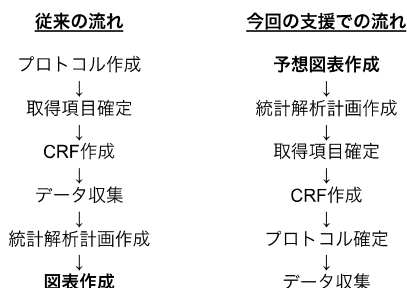 従来の流れ
プロトコル作成
↓
取得項目確定
↓
CRF作成
↓
データ収集
↓
統計解析計画作成
↓
図表作成
今回の支援での流れ
予想図表作成
↓
統計解析計画作成
↓
取得項目確定
↓
CRF作成
↓
プロトコル確定
↓
データ収集